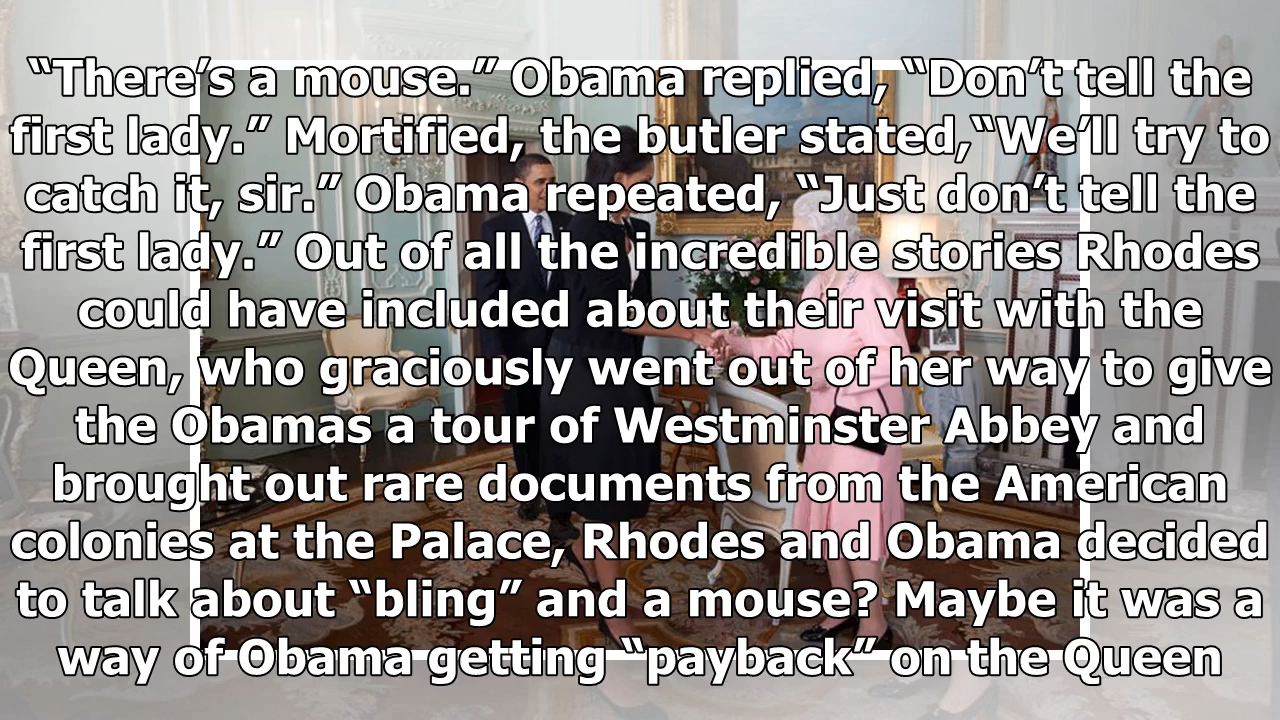 “There’s a mouse.” Obama replied, “Don’t tell the
first lady.” Mortified, the butler stated,“We’ll try to
catch it, sir.” Obama repeated, “Just don’t tell the
first lady.” Out of all the incredible stories Rhodes
could have included about their visit with the
Queen, who graciously went out of her way to give
the Obamas a tour of Westminster Abbey and
brought out rare documents from the American
colonies at the Palace, Rhodes and Obama decided
to talk about “bling” and a mouse? Maybe it was a
way of Obama getting “payback” on the Queen